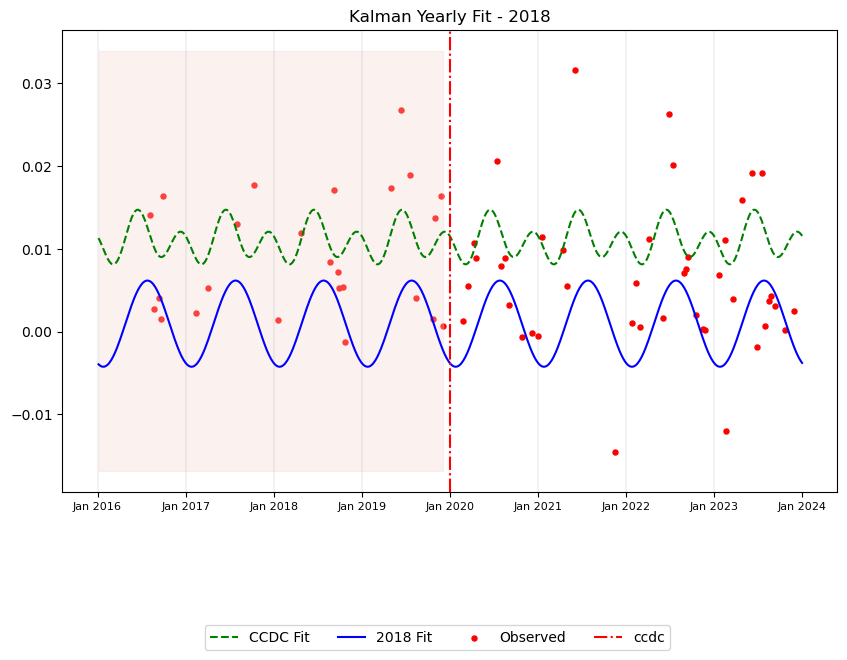 Kalman Yearly Fit - 2018
0.03
0.02
0.01
0.00
−0.01
Jan 2016 Jan 2017 Jan 2018 Jan 2019 Jan 2020 Jan 2021 Jan 2022 Jan 2023 Jan 2024
CCDC Fit 2018 Fit Observed ccdc